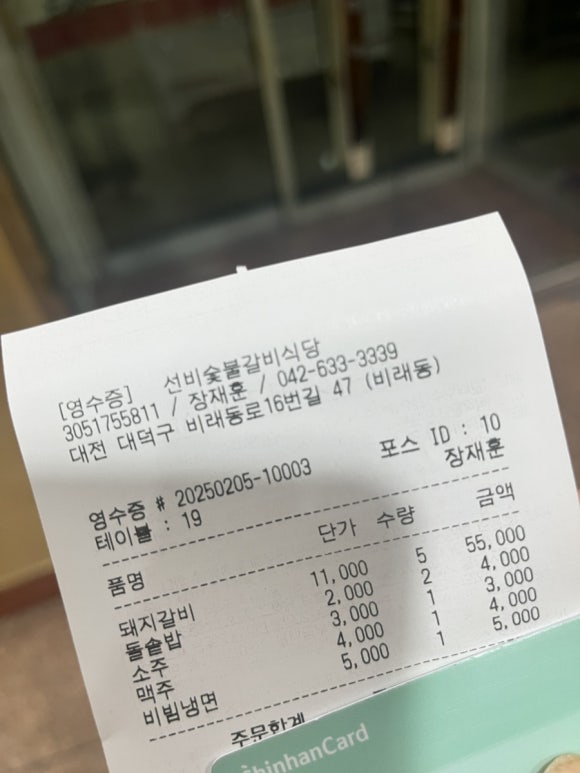 [영수증] 선비숯불갈비식당
3051755811 / 장재훈 / 042-633-3339
대전 대덕구 비래동로16번길 47 (비래동)
영수증 # 20250205-10003 포스 ID : 10
테이블 : 19 장재훈
품명 단가 수량 금액
돼지갈비 11,000 5 55,000
돌솥밥 2,000 2 4,000
소주 3,000 1 3,000
맥주 4,000 1 4,000
비빔냉면 5,000 1 5,000
주문합계
ShinhanCard